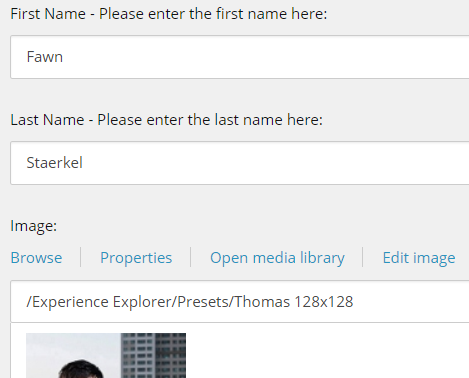 First Name - Please enter the first name here:
Fawn
Last Name - Please enter the last name here:
Staerkel
Image:
Browse Properties Open media library Edit image
/Experience Explorer/Presets/Thomas 128x128